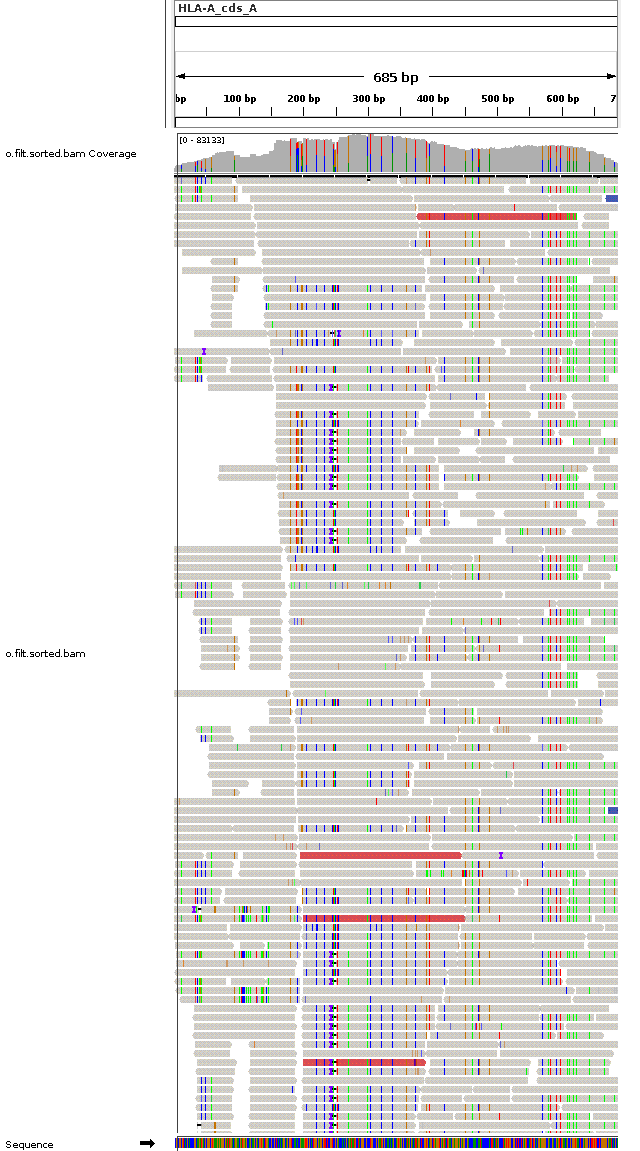 HLA-A_cds_A
685 bp
bp 100 bp 200 bp 300 bp 400 bp 500 bp 600 bp 7
[0 - 83133]
o.filt.sorted.bam Coverage
o.filt.sorted.bam
Sequence